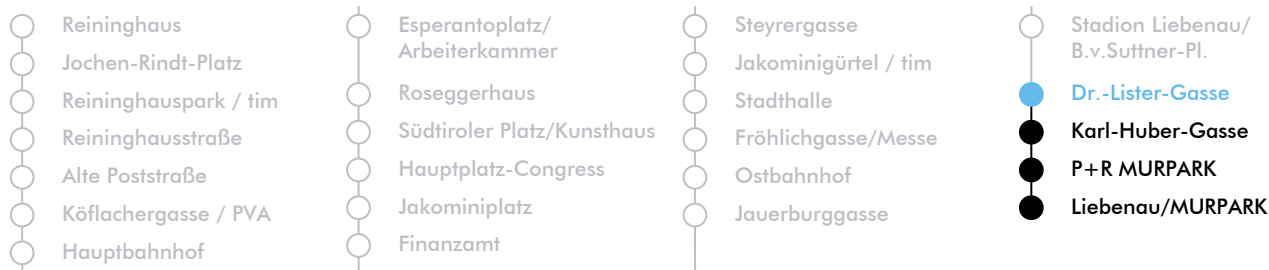 Reininghaus
Jochen-Rindt-Platz
Reininghauspark / tim
Reininghausstraße
Alte Poststraße
Köflachergasse / PVA
Hauptbahnhof
Esperantoplatz/
Arbeiterkammer
Roseggerhaus
Südtiroler Platz/Kunsthaus
Hauptplatz-Congress
Jakominiplatz
Finanzamt
Steyrergasse
Jakominigürtel / tim
Stadthalle
Fröhlichgasse/Messe
Ostbahnhof
Jauerburggasse
Stadion Liebenau/
B.v.Suttner-Pl.
Dr.-Lister-Gasse
Karl-Huber-Gasse
P+R MURPARK
Liebenau/MURPARK